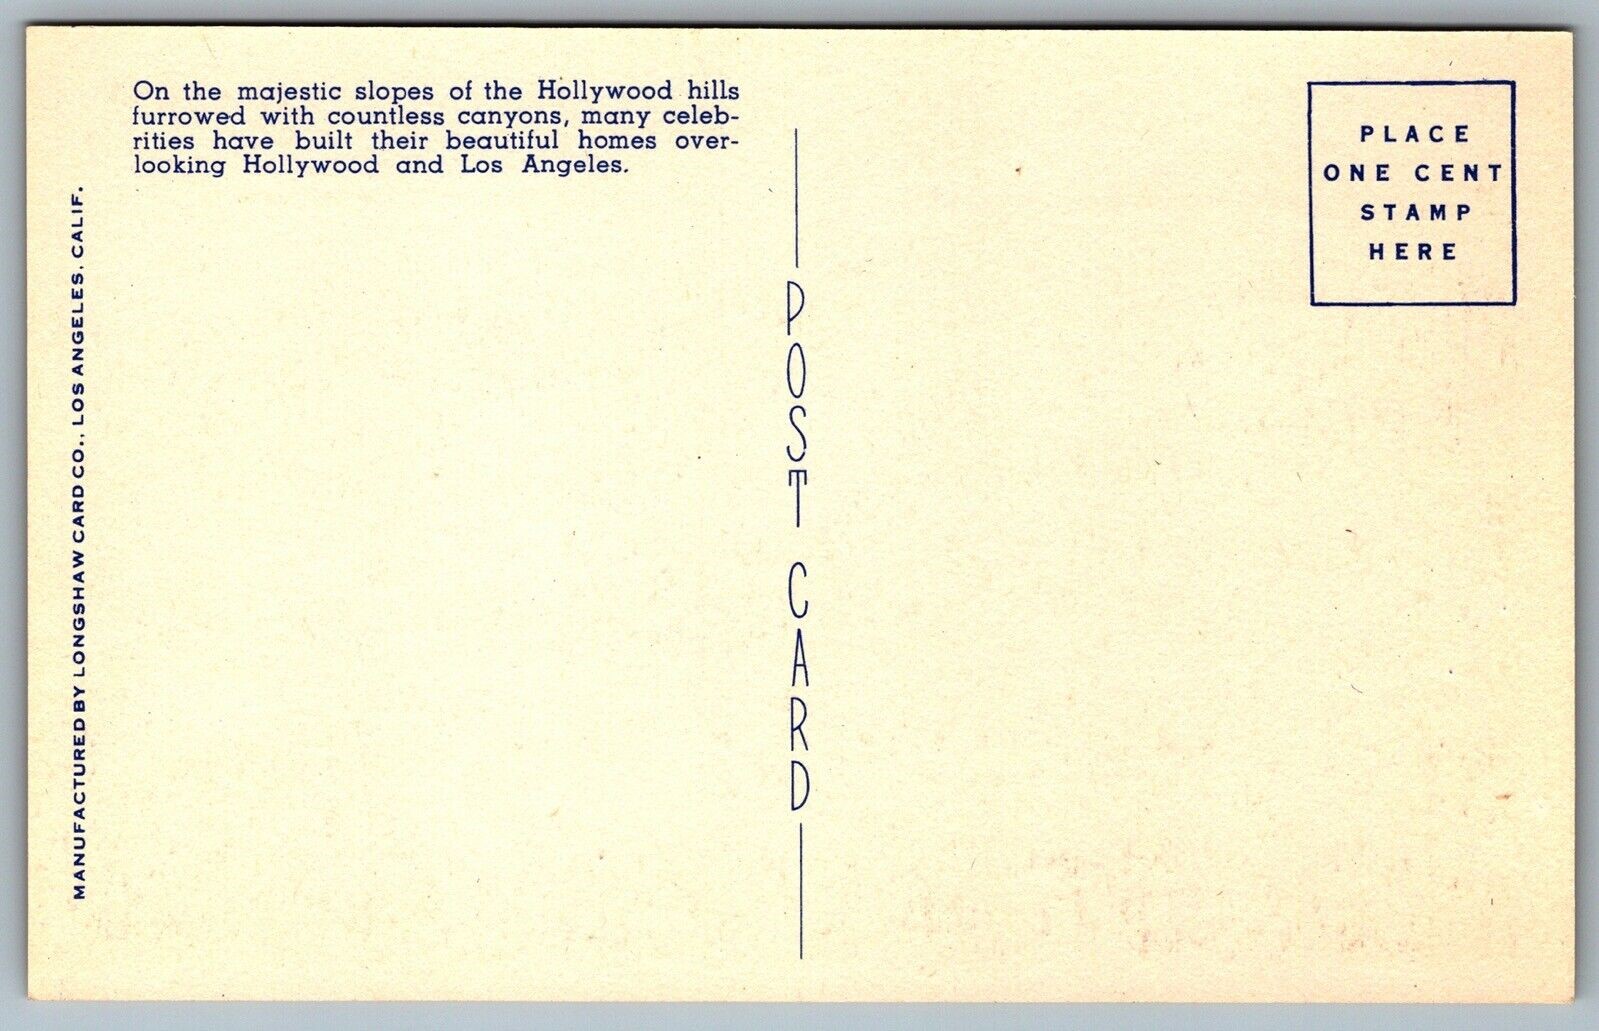 On the majestic slopes of the Hollywood hills
furrowed with countless canyons, many celeb-
rities have built their beautiful homes over-
looking Hollywood and Los Angeles.
MANUFACTURED BY LONGSHAW CARD CO., LOS ANGELES, CALIF.
POST CARD
PLACE
ONE CENT
STAMP
HERE